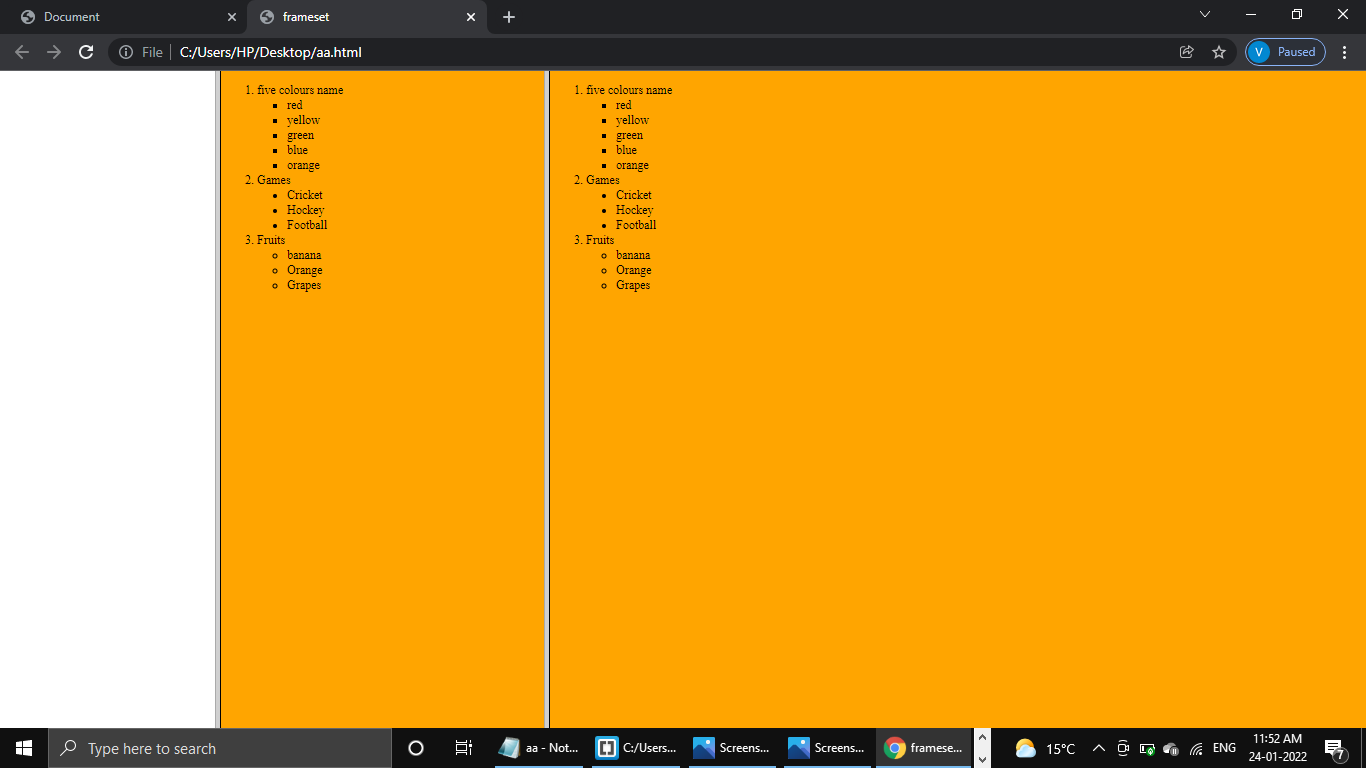 Document
frameset
File
C:/Users/HP/Desktop/aa.html
V
Paused
1. five colours name
red
yellow
green
blue
orange
2. Games
Cricket
Hockey
Football
3. Fruits
banana
Orange
Grapes
1. five colours name
red
yellow
green
blue
orange
2. Games
Cricket
Hockey
Football
3. Fruits
banana
Orange
Grapes
Type here to search
aa - Not...
C:/Users...
Screens...
Screens...
framese...
15°C
ENG
11:52 AM
24-01-2022
7